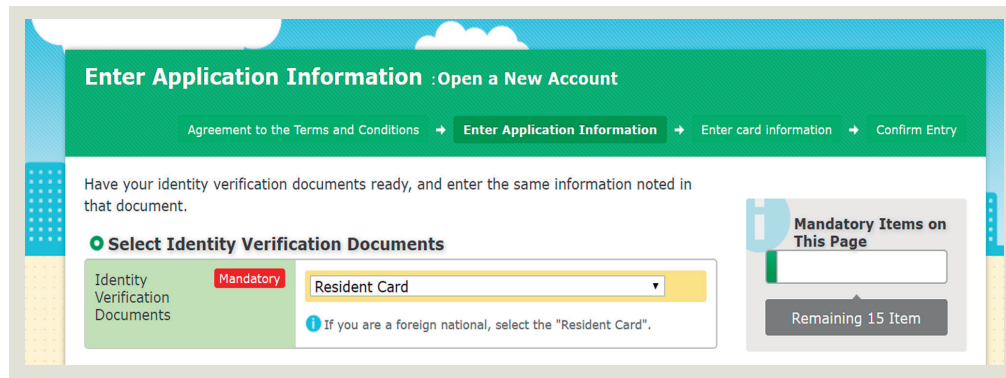 Enter Application Information :Open a New Account
Agreement to the Terms and Conditions → Enter Application Information → Enter card information → Confirm Entry
Have your identity verification documents ready, and enter the same information noted in
that document.
Select Identity Verification Documents
Identity
Verification
Documents
Mandatory
Resident Card
If you are a foreign national, select the "Resident Card".
Mandatory Items on
This Page
Remaining 15 Item